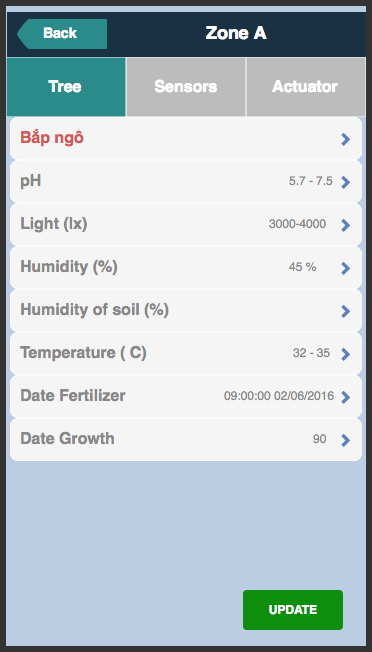 Back
Zone A
Tree
Sensors
Actuator
Bắp ngô
pH 5.7 - 7.5
Light (lx) 3000-4000
Humidity (%) 45 %
Humidity of soil (%)
Temperature ( C) 32 - 35
Date Fertilizer 09:00:00 02/06/2016
Date Growth 90
UPDATE